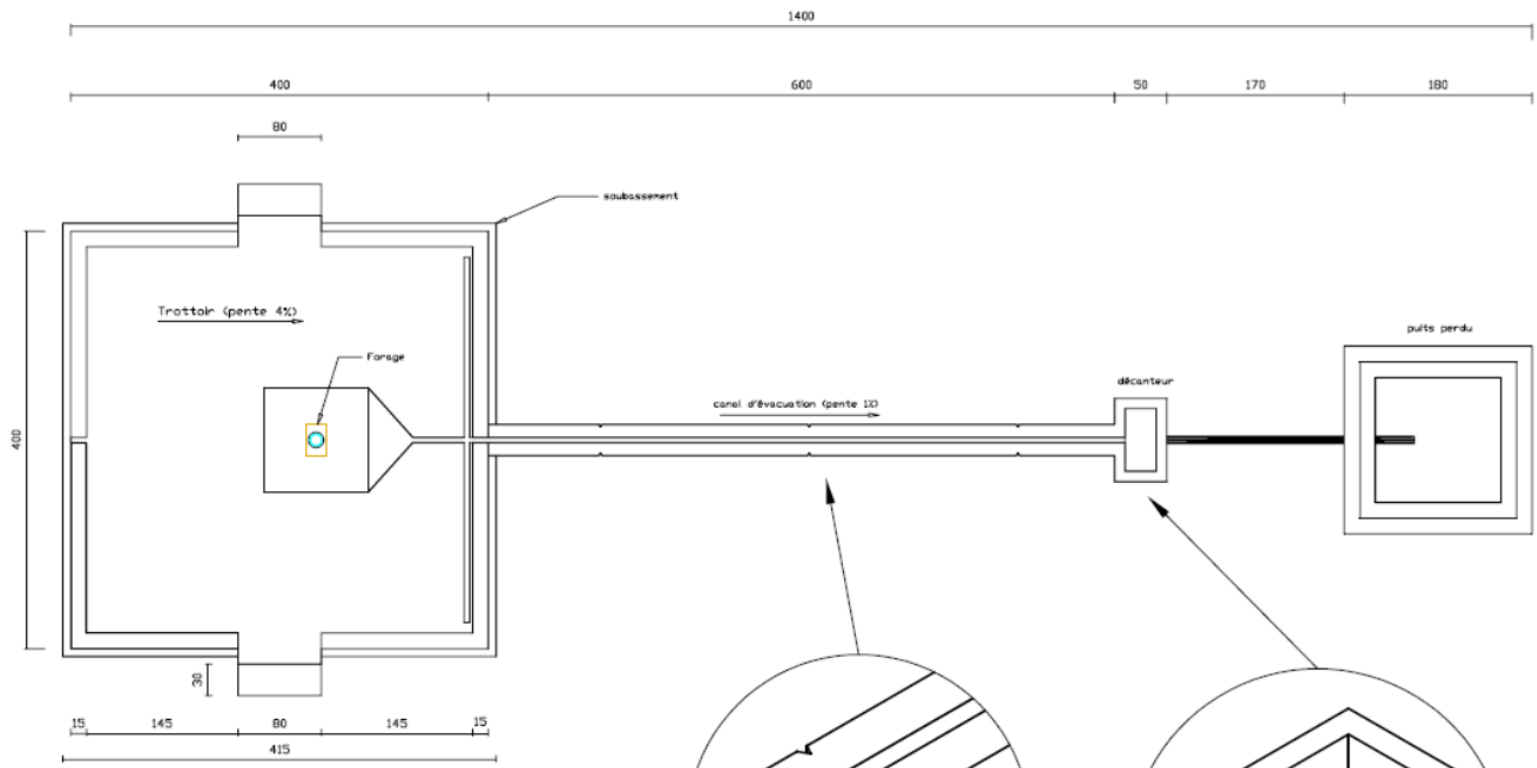 1400
400 600 50 170 180
80
soubassement
Trottoir (pente 4%)
Forage
puits perdu
décanteur
canal d'évacuation (pente 1%)
400
30
15 145 80 145 15
415